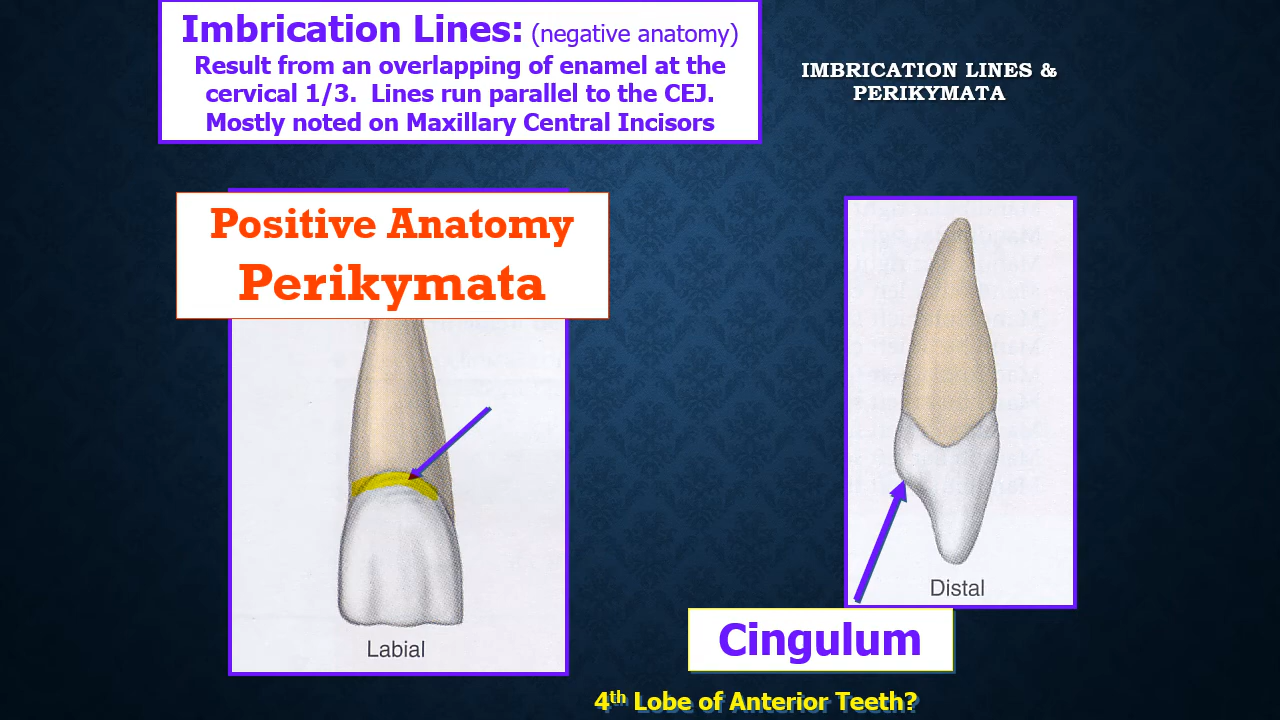 Imbrication Lines: (negative anatomy)
Result from an overlapping of enamel at the
cervical 1/3. Lines run parallel to the CEJ.
Mostly noted on Maxillary Central Incisors
IMBRICATION LINES &
PERIKYMATA
Positive Anatomy
Perikymata
Labial
Distal
Cingulum
4th Lobe of Anterior Teeth?